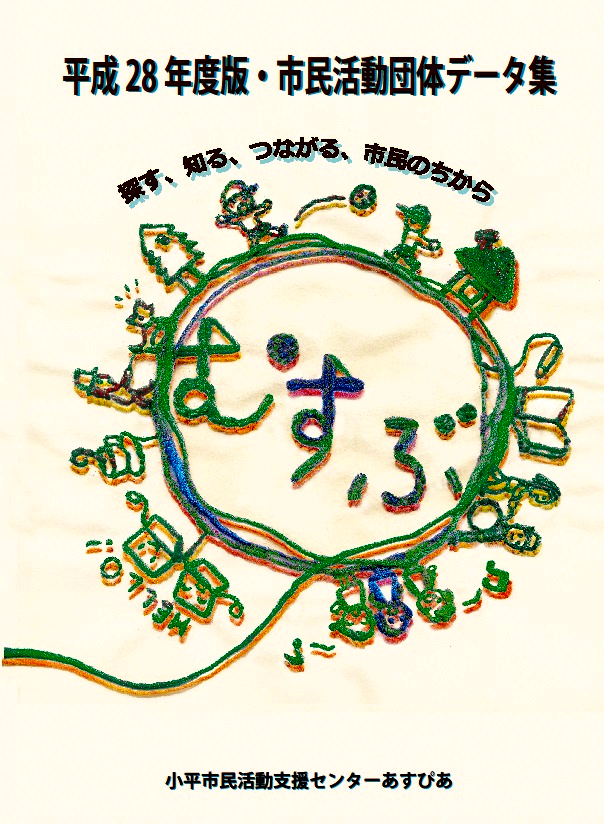 平成 28 年度版・市民活動団体データ集
探す、知る、つながる、市民のちから
むすぶ
小平市民活動支援センターあすぴあ